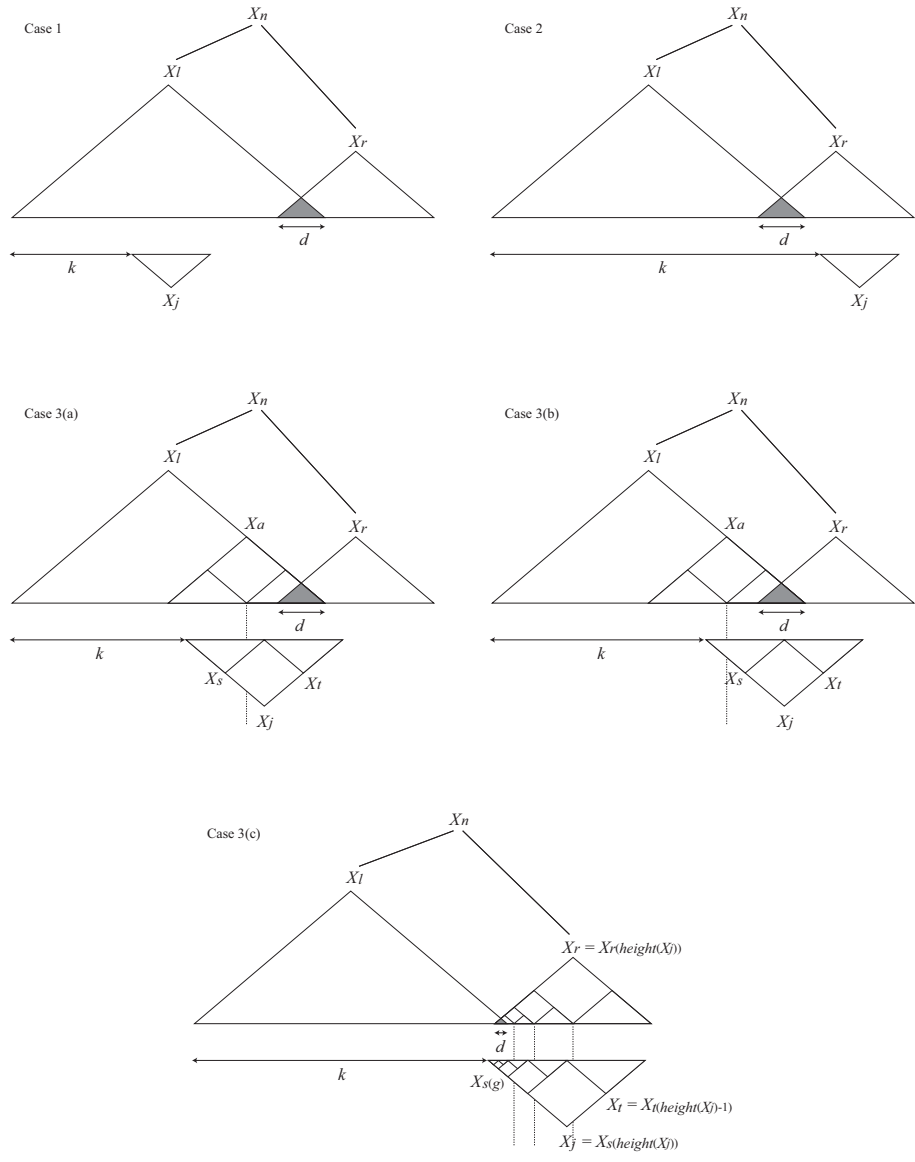 Case 1
Xn
Xl
Xr
d
k
Xj
Case 2
Xn
Xl
Xr
d
k
Xj
Case 3(a)
Xn
Xl
Xa
Xr
d
k
Xs
Xt
Xj
Case 3(b)
Xn
Xl
Xa
Xr
d
k
Xs
Xt
Xj
Case 3(c)
Xn
Xl
Xr = Xr(height(Xj))
d
k
Xs(g)
Xt = Xt(height(Xj)-1)
Xj = Xs(height(Xj))